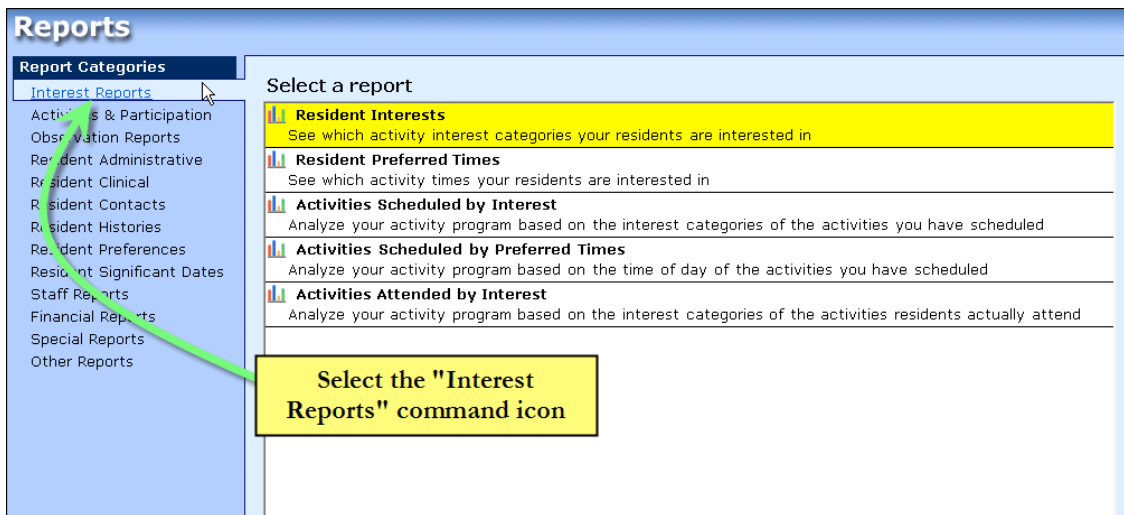 Reports
Report Categories
Interest Reports
Activities & Participation
Observation Reports
Resident Administrative
Resident Clinical
Resident Contacts
Resident Histories
Resident Preferences
Resident Significant Dates
Staff Reports
Financial Reports
Special Reports
Other Reports
Select a report
Resident Interests
See which activity interest categories your residents are interested in
Resident Preferred Times
See which activity times your residents are interested in
Activities Scheduled by Interest
Analyze your activity program based on the interest categories of the activities you have scheduled
Activities Scheduled by Preferred Times
Analyze your activity program based on the time of day of the activities you have scheduled
Activities Attended by Interest
Analyze your activity program based on the interest categories of the activities residents actually attend
Select the "Interest
Reports" command icon